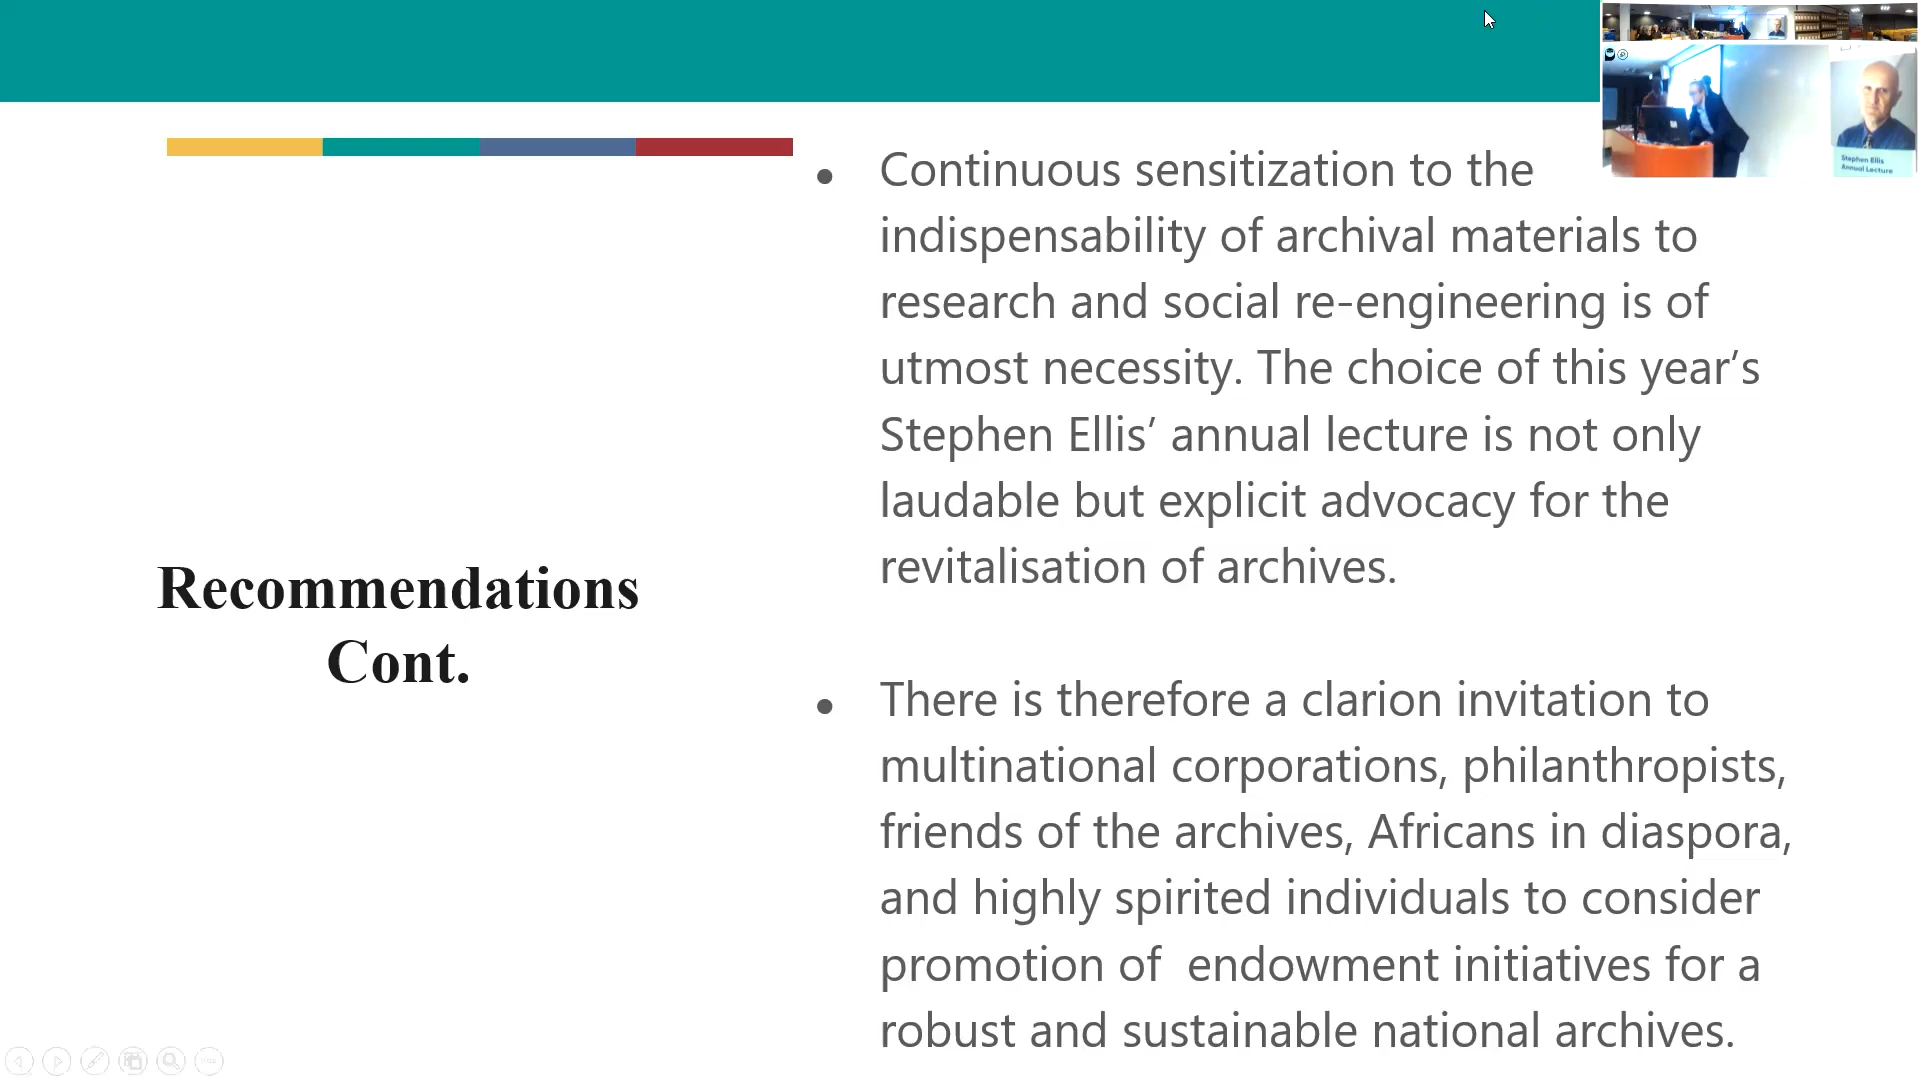 Stephen Ellis
Annual Lecture
Recommendations
Cont.
● Continuous sensitization to the
indispensability of archival materials to
research and social re-engineering is of
utmost necessity. The choice of this year’s
Stephen Ellis’ annual lecture is not only
laudable but explicit advocacy for the
revitalisation of archives.
● There is therefore a clarion invitation to
multinational corporations, philanthropists,
friends of the archives, Africans in diaspora,
and highly spirited individuals to consider
promotion of  endowment initiatives for a
robust and sustainable national archives.